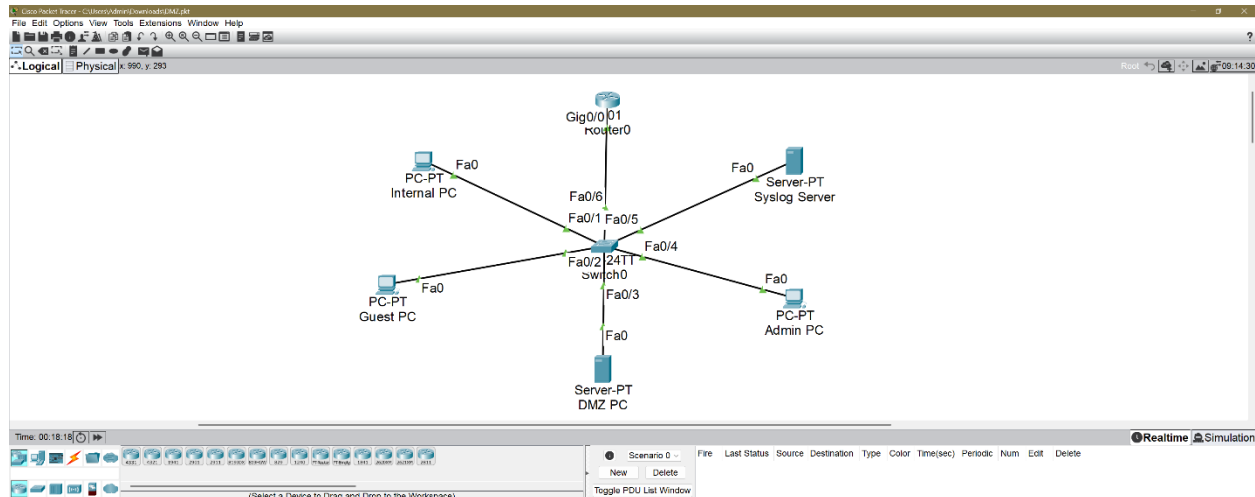 Cisco Packet Tracer - C:\Users\Admin\Downloads\DMZ.pkt
File Edit Options View Tools Extensions Window Help
?
Logical Physical x: 990, y: 293
Root 09:14:30
Gig0/0 01
Router0
Fa0
PC-PT
Internal PC
Fa0
Server-PT
Syslog Server
Fa0/6
Fa0/1 Fa0/5
Fa0/4
Fa0/2 24TT
Switch0
Fa0
PC-PT
Guest PC
Fa0/3
Fa0
PC-PT
Admin PC
Fa0
Server-PT
DMZ PC
Time: 00:18:18
Realtime Simulation
Scenario 0
Fire Last Status Source Destination Type Color Time(sec) Periodic Num Edit Delete
New Delete
Toggle PDU List Window
(Select a Device to Drag and Drop to the Workspace)